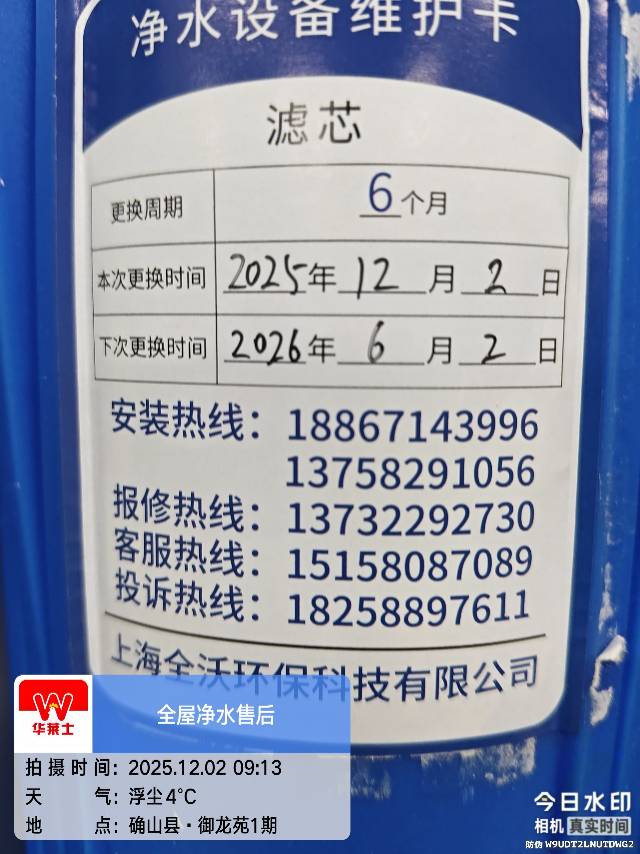 净水设备维护卡
滤芯
更换周期 6个月
本次更换时间 2025年12月2日
下次更换时间 2026年6月2日
安装热线：18867143996
13758291056
报修热线：13732292730
客服热线：15158087089
投诉热线：18258897611
上海全沃环保科技有限公司
华莱士
全屋净水售后
拍摄时间：2025.12.02 09:13
天气：浮尘4℃
地点：确山县·御龙苑1期
今日水印
相机 真实时间
防伪 W9UDT2LNUTDWG2